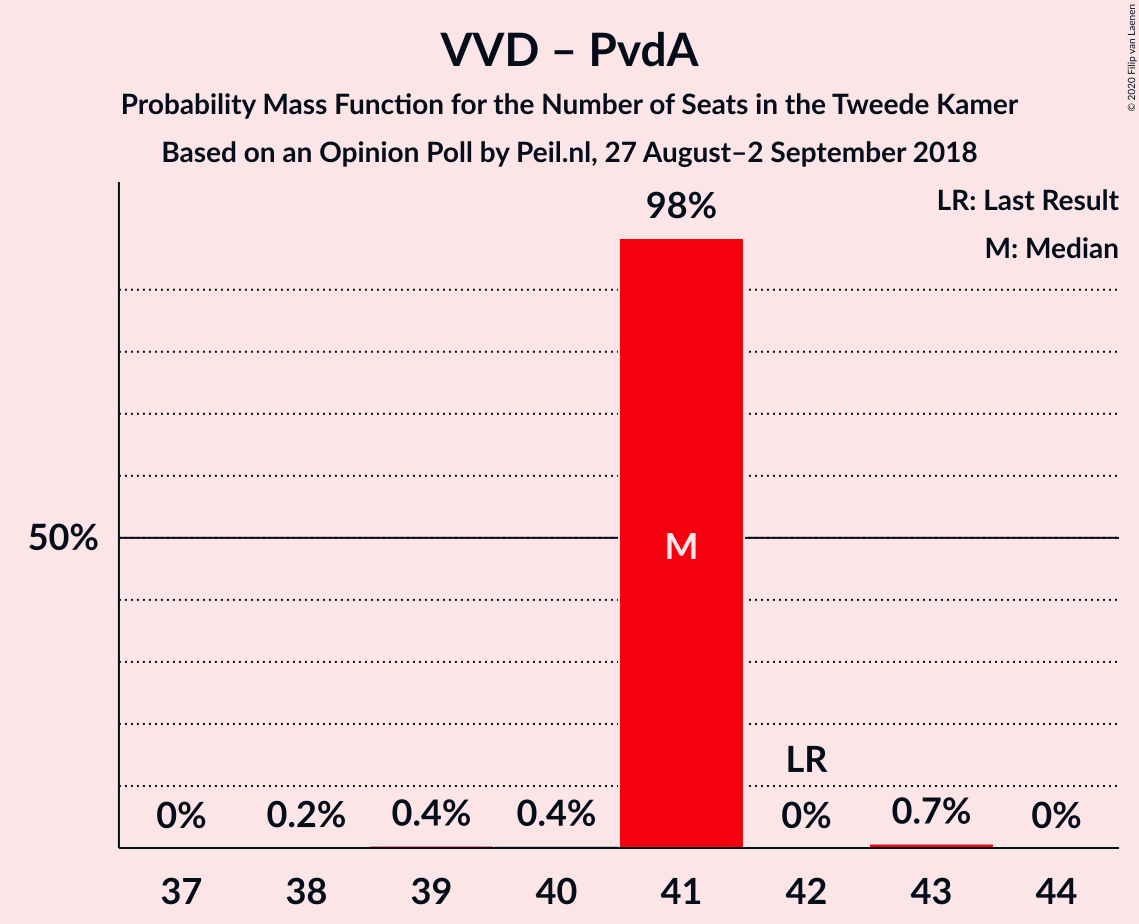 VVD – PvdA
Probability Mass Function for the Number of Seats in the Tweede Kamer
Based on an Opinion Poll by Peil.nl, 27 August–2 September 2018
© 2020 Filip van Laenen
LR: Last Result
M: Median
98%
50%
M
LR
0% 0.2% 0.4% 0.4% 0% 0.7% 0%
37 38 39 40 41 42 43 44